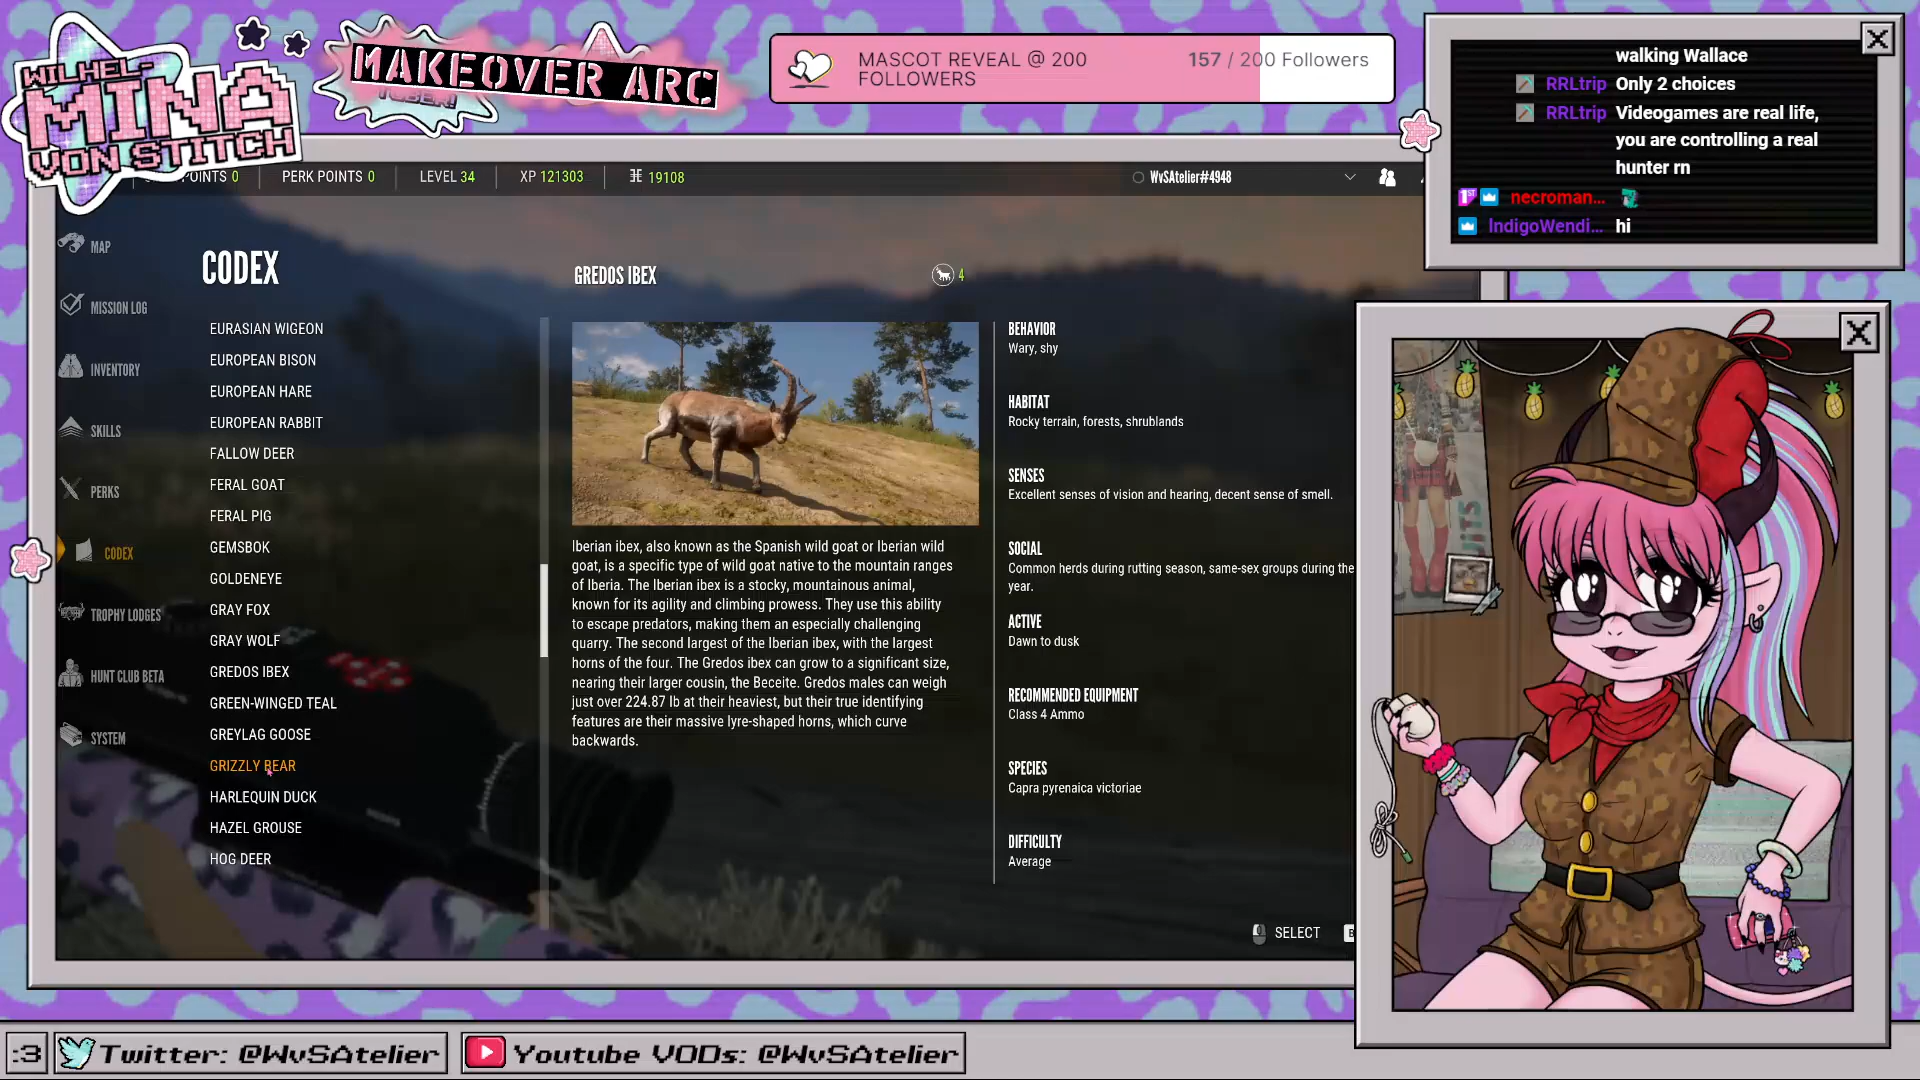 WILHEL-
MINA
VON STITCH
MAKEOVER ARC
TOBER!
MASCOT REVEAL @ 200
FOLLOWERS
157 / 200 Followers
walking Wallace
RRLtrip Only 2 choices
RRLtrip Videogames are real life,
you are controlling a real
hunter rn
necroman...
IndigoWendi... hi
POINTS 0
PERK POINTS 0
LEVEL 34
XP 121303
19108
WvSAtelier#4948
MAP
MISSION LOG
INVENTORY
SKILLS
PERKS
CODEX
TROPHY LODGES
HUNT CLUB BETA
SYSTEM
CODEX
EURASIAN WIGEON
EUROPEAN BISON
EUROPEAN HARE
EUROPEAN RABBIT
FALLOW DEER
FERAL GOAT
FERAL PIG
GEMSBOK
GOLDENEYE
GRAY FOX
GRAY WOLF
GREDOS IBEX
GREEN-WINGED TEAL
GREYLAG GOOSE
GRIZZLY BEAR
HARLEQUIN DUCK
HAZEL GROUSE
HOG DEER
GREDOS IBEX
4
Iberian ibex, also known as the Spanish wild goat or Iberian wild
goat, is a specific type of wild goat native to the mountain ranges
of Iberia. The Iberian ibex is a stocky, mountainous animal,
known for its agility and climbing prowess. They use this ability
to escape predators, making them an especially challenging
quarry. The second largest of the Iberian ibex, with the largest
horns of the four. The Gredos ibex can grow to a significant size,
nearing their larger cousin, the Beceite. Gredos males can weigh
just over 224.87 lb at their heaviest, but their true identifying
features are their massive lyre-shaped horns, which curve
backwards.
BEHAVIOR
Wary, shy
HABITAT
Rocky terrain, forests, shrublands
SENSES
Excellent senses of vision and hearing, decent sense of smell.
SOCIAL
Common herds during rutting season, same-sex groups during the
year.
ACTIVE
Dawn to dusk
RECOMMENDED EQUIPMENT
Class 4 Ammo
SPECIES
Capra pyrenaica victoriae
DIFFICULTY
Average
SELECT
:3
Twitter: @WvSAtelier
Youtube VODs: @WvSAtelier